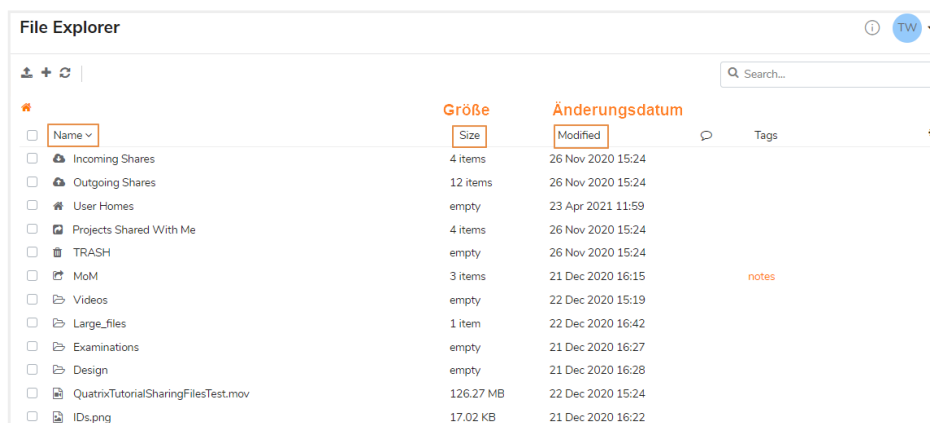 File Explorer
TW
Search...
Größe Änderungsdatum
Name Size Modified Tags
Incoming Shares 4 items 26 Nov 2020 15:24
Outgoing Shares 12 items 26 Nov 2020 15:24
User Homes empty 23 Apr 2021 11:59
Projects Shared With Me 4 items 26 Nov 2020 15:24
TRASH empty 26 Nov 2020 15:24
MoM 3 items 21 Dec 2020 16:15 notes
Videos empty 22 Dec 2020 15:19
Large_files 1 item 22 Dec 2020 16:42
Examinations empty 21 Dec 2020 16:27
Design empty 21 Dec 2020 16:28
QuatrixTutorialSharingFilesTest.mov 126.27 MB 22 Dec 2020 15:24
IDs.png 17.02 KB 21 Dec 2020 16:22